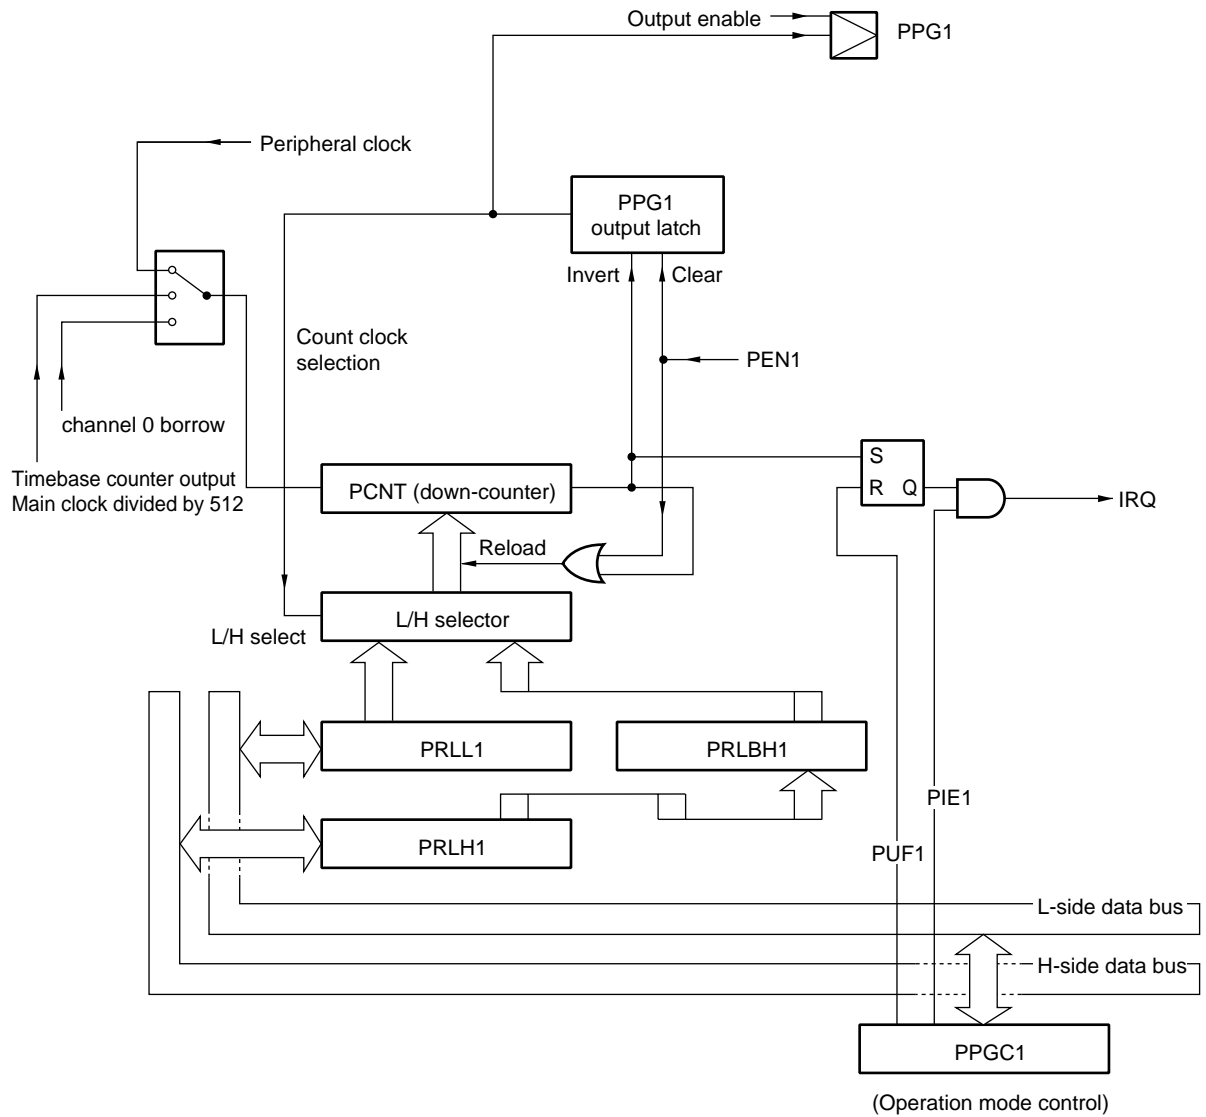 Output enable
PPG1
Peripheral clock
PPG1
output latch
Invert
Clear
Count clock
selection
PEN1
channel 0 borrow
Timebase counter output
Main clock divided by 512
PCNT (down-counter)
S
R Q
IRQ
Reload
L/H selector
L/H select
PRLL1
PRLBH1
PIE1
PRLH1
PUF1
L-side data bus
H-side data bus
PPGC1
(Operation mode control)